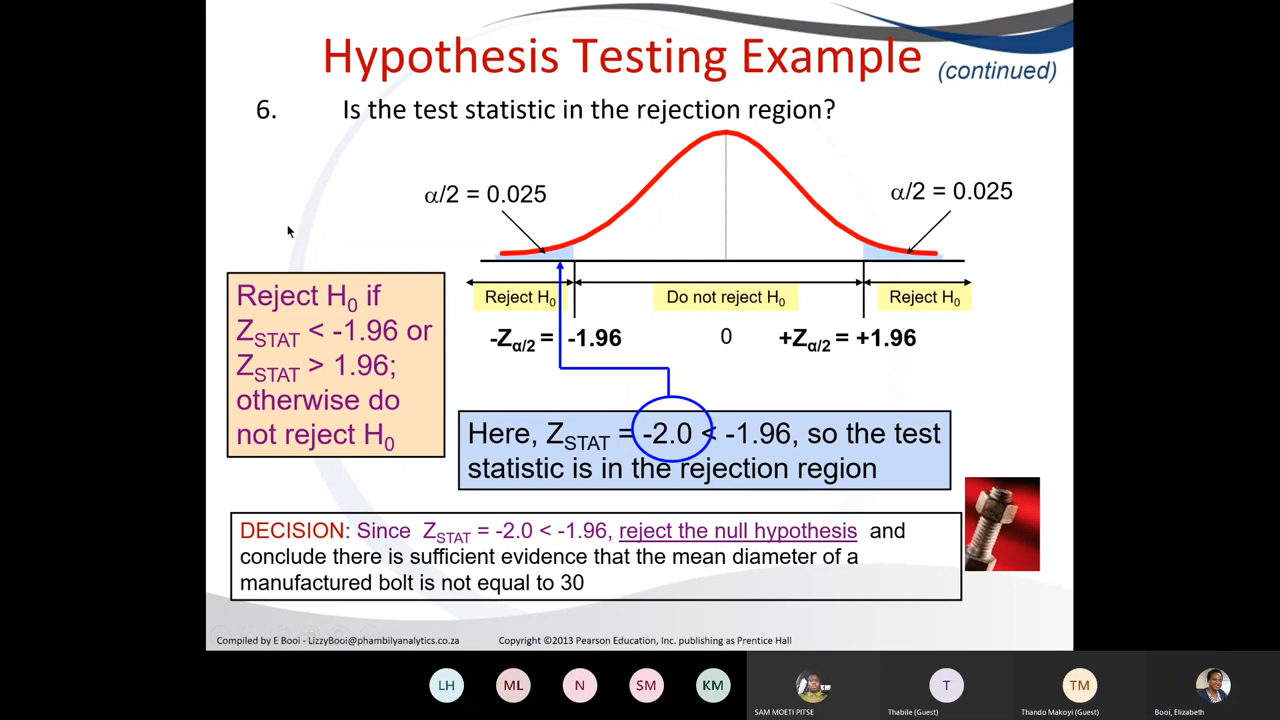 Hypothesis Testing Example
(continued)
6. Is the test statistic in the rejection region?
α/2 = 0.025
α/2 = 0.025
Reject H0
Do not reject H0
Reject H0
-Zα/2 = -1.96
0
+Zα/2 = +1.96
Reject H0 if
ZSTAT < -1.96 or
ZSTAT > 1.96;
otherwise do
not reject H0
Here, ZSTAT = -2.0 < -1.96, so the test
statistic is in the rejection region
DECISION: Since ZSTAT = -2.0 < -1.96, reject the null hypothesis and
conclude there is sufficient evidence that the mean diameter of a
manufactured bolt is not equal to 30
Compiled by E Booi - LizzyBooi@phambilyanalytics.co.za
Copyright ©2013 Pearson Education, Inc. publishing as Prentice Hall
LH
ML
N
SM
KM
T
TM
SAM MOETI PITSE
Thabile (Guest)
Thando Makoyi (Guest)
Booi, Elizabeth